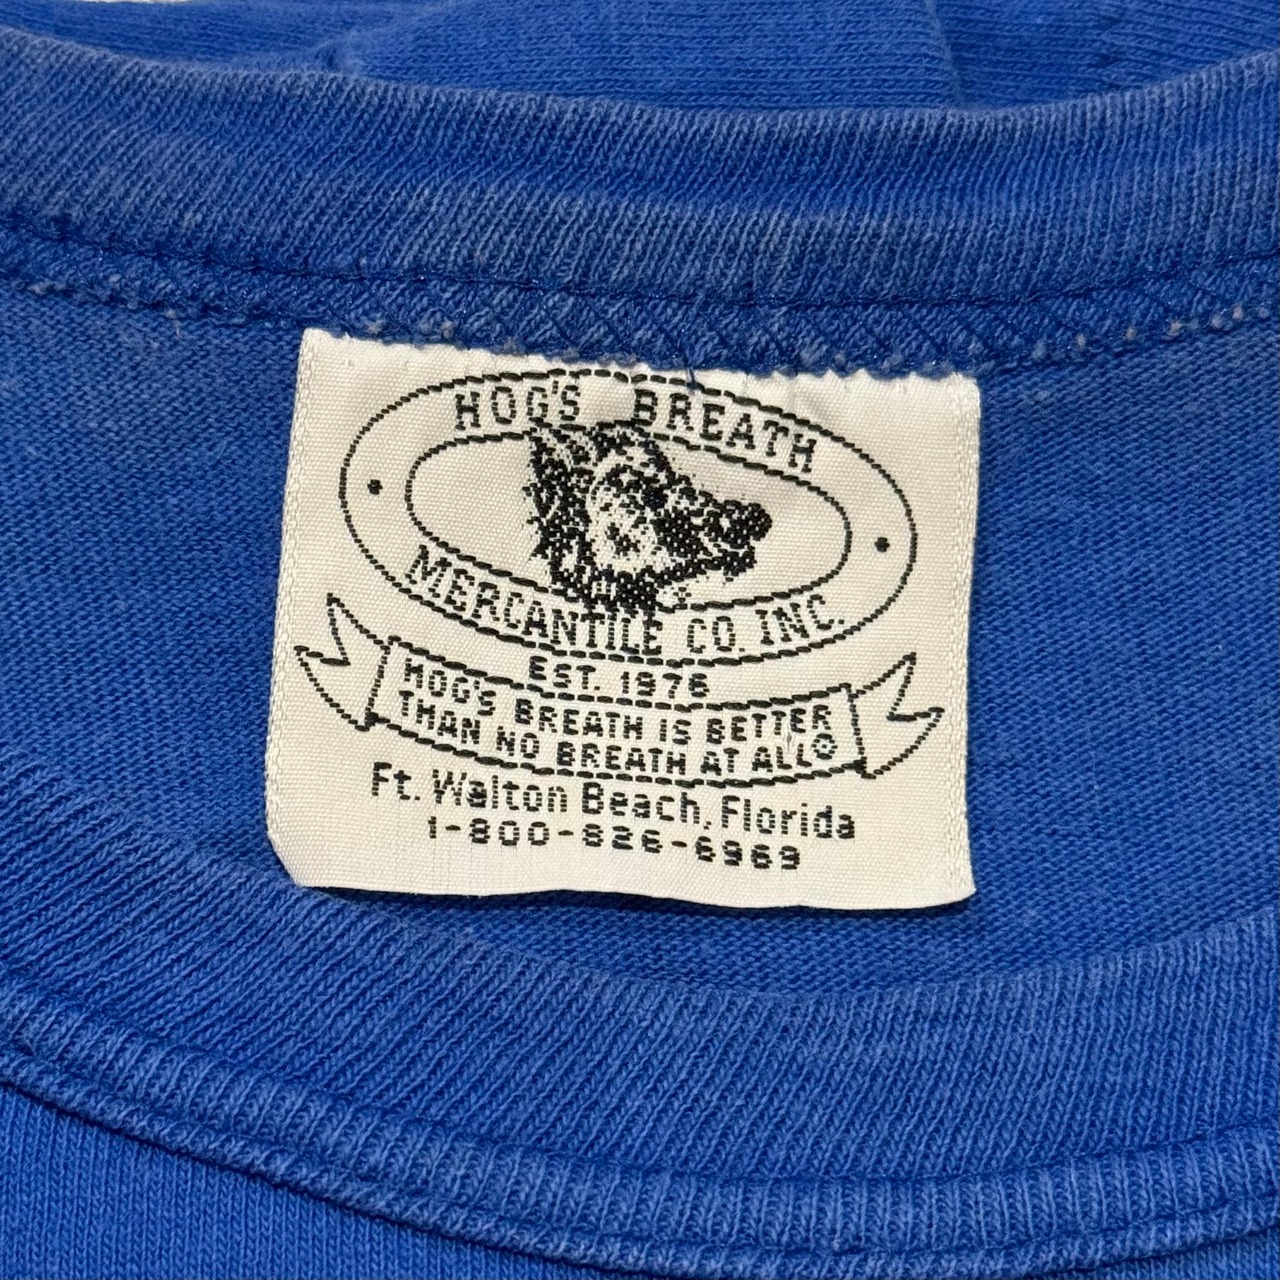 HOG'S BREATH
MERCANTILE CO. INC.
EST. 1976
HOG'S BREATH IS BETTER
THAN NO BREATH AT ALL®
Ft. Walton Beach, Florida
1-800-826-6969